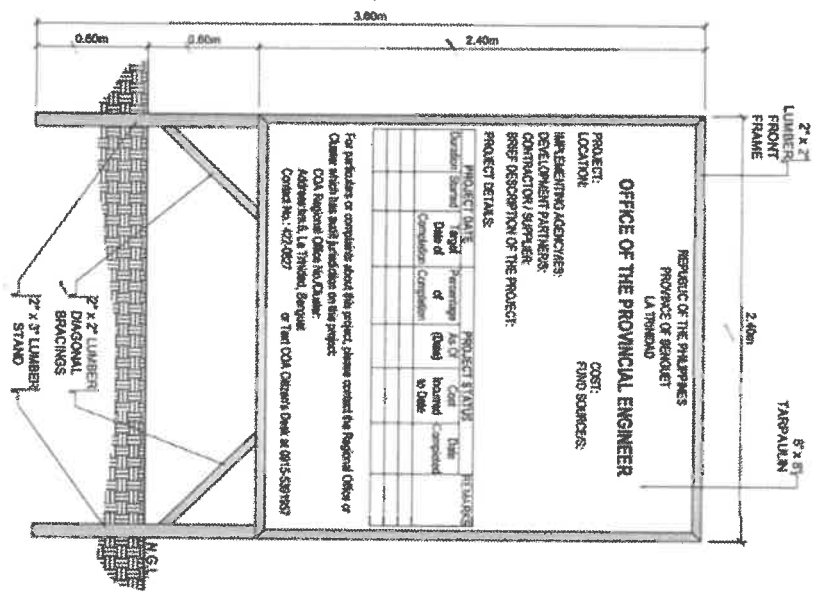 3.60m
0.60m
0.60m
2.40m
2" x 2"
LUMBER
FRONT
FRAME
2.40m
8' x 8'
TARPAULIN
REPUBLIC OF THE PHILIPPINES
PROVINCE OF BENGUET
LA TRINIDAD
OFFICE OF THE PROVINCIAL ENGINEER
PROJECT:
LOCATION:
COST:
FUND SOURCE/S:
IMPLEMENTING AGENCY/IES:
DEVELOPMENT PARTNER/S:
CONTRACTOR / SUPPLIER:
BRIEF DESCRIPTION OF THE PROJECT:
PROJECT DETAILS:
PROJECT DATE
PROJECT STATUS
REMARKS
Duration
Started
Target
Date of
Completion
Percentage
of
Completion
As Of
(Date)
Cost
Incurred
to Date
Date
Completed
For particulars or complaints about this project, please contact the Regional Office or
Cluster which has audit jurisdiction on this project:
COA Regional Office No./Cluster:
Address: La Trinidad, Benguet
Contact No.: 422-0827 or Text COA Citizen's Desk at 0915-5391957
2" x 2" LUMBER
DIAGONAL
BRACINGS
2" x 3" LUMBER
STAND
N.G.L